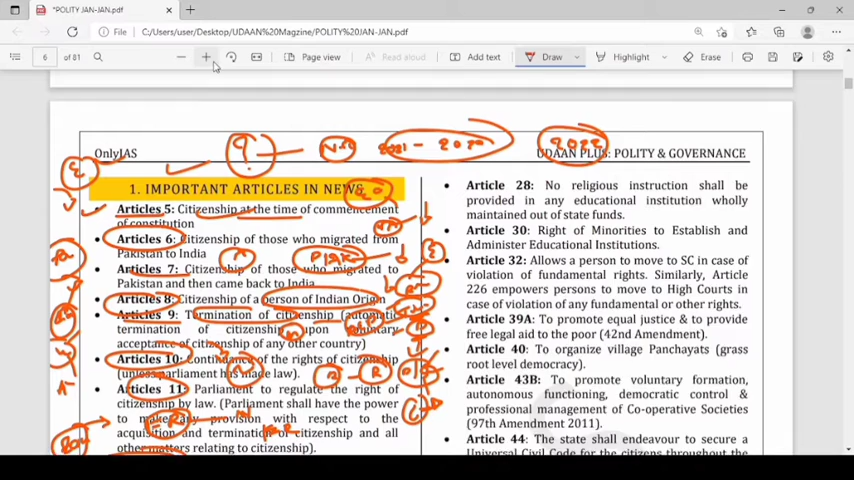 *POLITY JAN-JAN.pdf
File
C:/Users/user/Desktop/UDAAN%20Magzine/POLITY%20JAN-JAN.pdf
6 of 81
Page view
Read aloud
Add text
Draw
Highlight
Erase
2021 - 2020
2022
OnlyIAS
UDAAN PLUS: POLITY & GOVERNANCE
1. IMPORTANT ARTICLES IN NEWS
• Articles 5: Citizenship at the time of commencement
of constitution
• Articles 6: Citizenship of those who migrated from
Pakistan to India
• Articles 7: Citizenship of those who migrated to
Pakistan and then came back to India
• Articles 8: Citizenship of a person of Indian Origin
• Articles 9: Termination of citizenship (automatic
termination of citizenship upon voluntary
acceptance of citizenship of any other country)
• Articles 10: Continuance of the rights of citizenship
(unless parliament has made law)
• Articles 11: Parliament to regulate the right of
citizenship by law. (Parliament shall have the power
to make any provision with respect to the
acquisition and termination of citizenship and all
other matters relating to citizenship)
• Article 28: No religious instruction shall be
provided in any educational institution wholly
maintained out of state funds.
• Article 30: Right of Minorities to Establish and
Administer Educational Institutions.
• Article 32: Allows a person to move to SC in case of
violation of fundamental rights. Similarly, Article
226 empowers persons to move to High Courts in
case of violation of any fundamental or other rights.
• Article 39A: To promote equal justice & to provide
free legal aid to the poor (42nd Amendment).
• Article 40: To organize village Panchayats (grass
root level democracy).
• Article 43B: To promote voluntary formation,
autonomous functioning, democratic control &
professional management of Co-operative Societies
(97th Amendment 2011).
• Article 44: The state shall endeavour to secure a
Universal Civil Code for the citizens throughout the